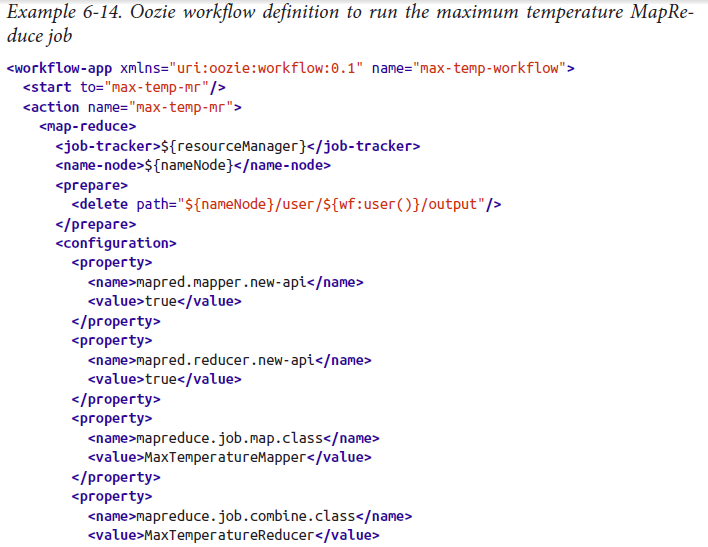 Example 6-14. Oozie workflow definition to run the maximum temperature MapRe-
duce job
<workflow-app xmlns="uri:oozie:workflow:0.1" name="max-temp-workflow">
  <start to="max-temp-mr"/>
  <action name="max-temp-mr">
    <map-reduce>
      <job-tracker>${resourceManager}</job-tracker>
      <name-node>${nameNode}</name-node>
      <prepare>
        <delete path="${nameNode}/user/${wf:user()}/output"/>
      </prepare>
      <configuration>
        <property>
          <name>mapred.mapper.new-api</name>
          <value>true</value>
        </property>
        <property>
          <name>mapred.reducer.new-api</name>
          <value>true</value>
        </property>
        <property>
          <name>mapreduce.job.map.class</name>
          <value>MaxTemperatureMapper</value>
        </property>
        <property>
          <name>mapreduce.job.combine.class</name>
          <value>MaxTemperatureReducer</value>